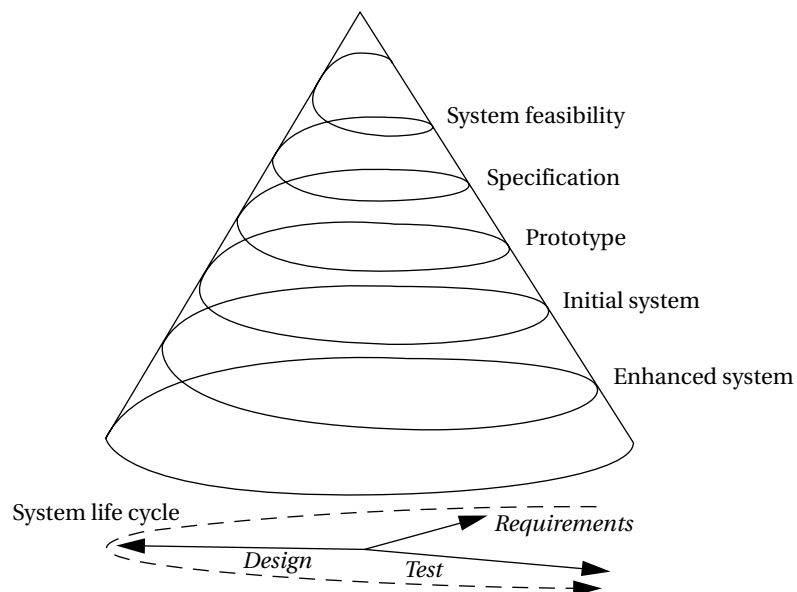 System feasibility
Specification
Prototype
Initial system
Enhanced system
System life cycle
Requirements
Design
Test